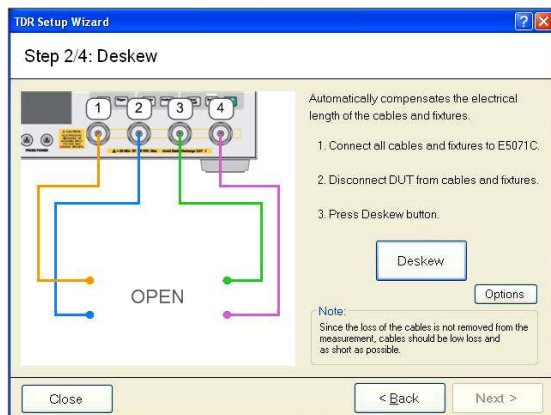 TDR Setup Wizard
Step 2/4: Deskew
1 2 3 4
OPEN
Automatically compensates the electrical
length of the cables and fixtures.
1. Connect all cables and fixtures to E5071C.
2. Disconnect DUT from cables and fixtures.
3. Press Deskew button.
Deskew
Options
Note:
Since the loss of the cables is not removed from the
measurement, cables should be low loss and
as short as possible.
Close
< Back
Next >